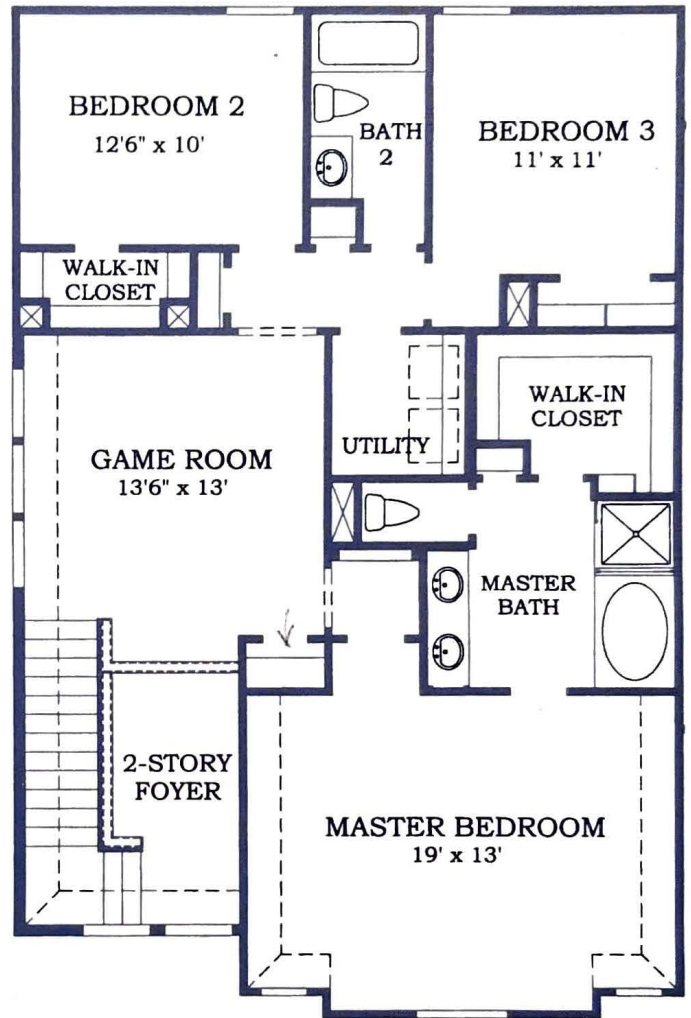 BEDROOM 2
12'6" x 10'
BATH
2
BEDROOM 3
11' x 11'
WALK-IN
CLOSET
WALK-IN
CLOSET
UTILITY
GAME ROOM
13'6" x 13'
MASTER
BATH
2-STORY
FOYER
MASTER BEDROOM
19' x 13'